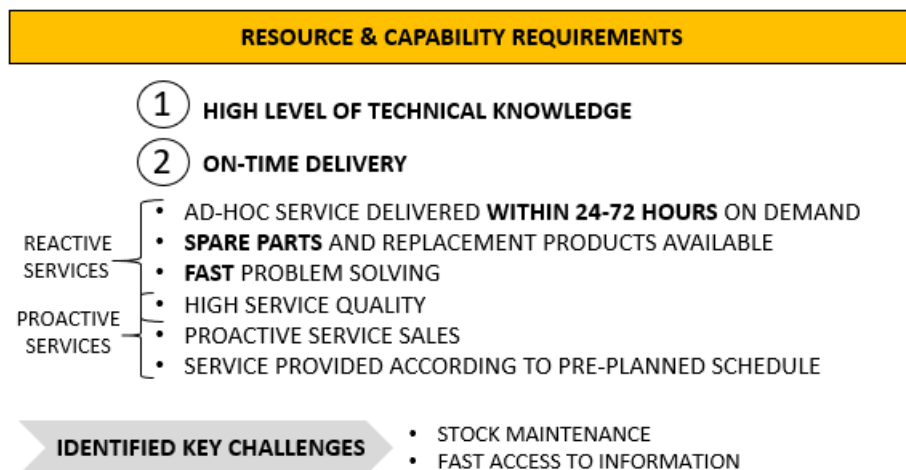 RESOURCE & CAPABILITY REQUIREMENTS
1 HIGH LEVEL OF TECHNICAL KNOWLEDGE
2 ON-TIME DELIVERY
REACTIVE
SERVICES
• AD-HOC SERVICE DELIVERED WITHIN 24-72 HOURS ON DEMAND
• SPARE PARTS AND REPLACEMENT PRODUCTS AVAILABLE
• FAST PROBLEM SOLVING
• HIGH SERVICE QUALITY
PROACTIVE
SERVICES
• PROACTIVE SERVICE SALES
• SERVICE PROVIDED ACCORDING TO PRE-PLANNED SCHEDULE
IDENTIFIED KEY CHALLENGES
• STOCK MAINTENANCE
• FAST ACCESS TO INFORMATION